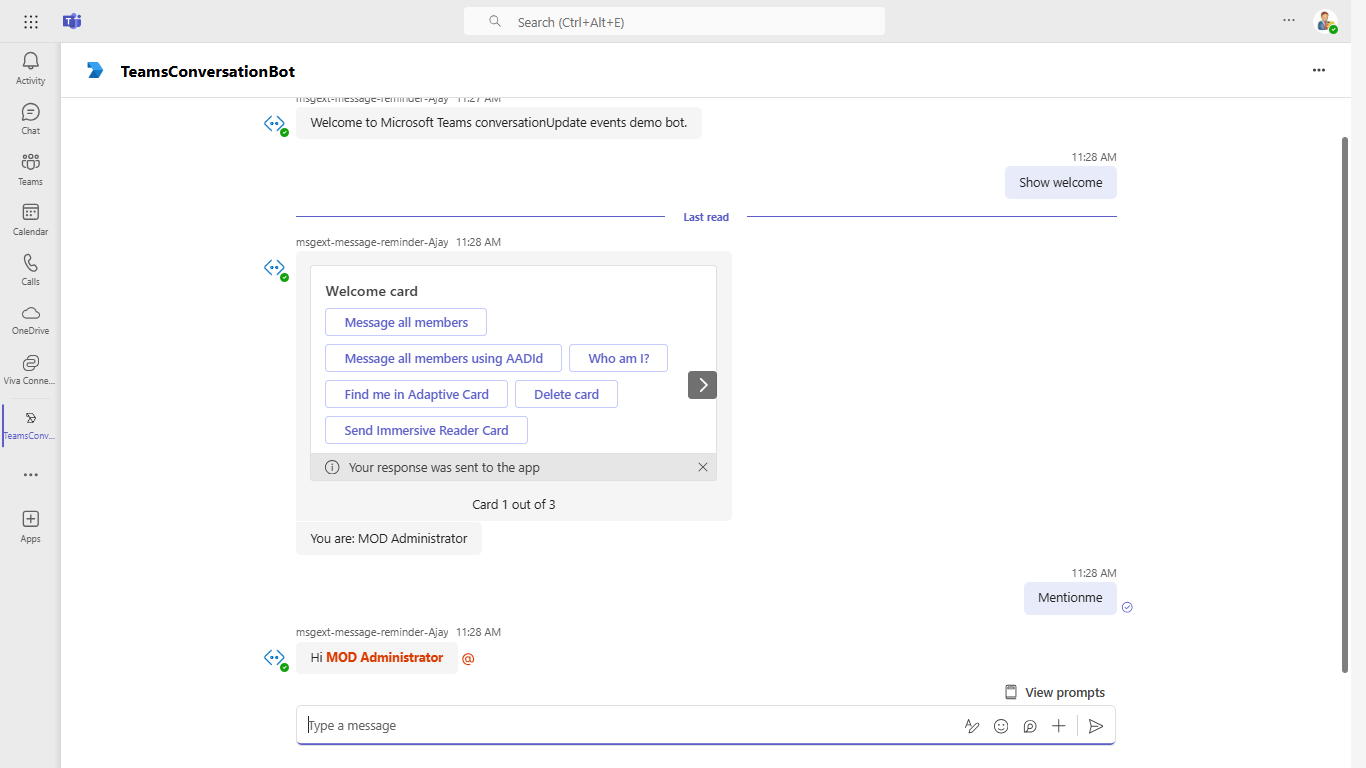 Search (Ctrl+Alt+E)
Activity
Chat
Teams
Calendar
Calls
OneDrive
Viva Conne...
TeamsConv...
Apps
TeamsConversationBot
msgext-message-reminder-Ajay 11:27 AM
Welcome to Microsoft Teams conversationUpdate events demo bot.
11:28 AM
Show welcome
Last read
msgext-message-reminder-Ajay 11:28 AM
Welcome card
Message all members
Message all members using AADId Who am I?
Find me in Adaptive Card Delete card
Send Immersive Reader Card
Your response was sent to the app
Card 1 out of 3
You are: MOD Administrator
11:28 AM
Mentionme
msgext-message-reminder-Ajay 11:28 AM
Hi MOD Administrator @
View prompts
Type a message